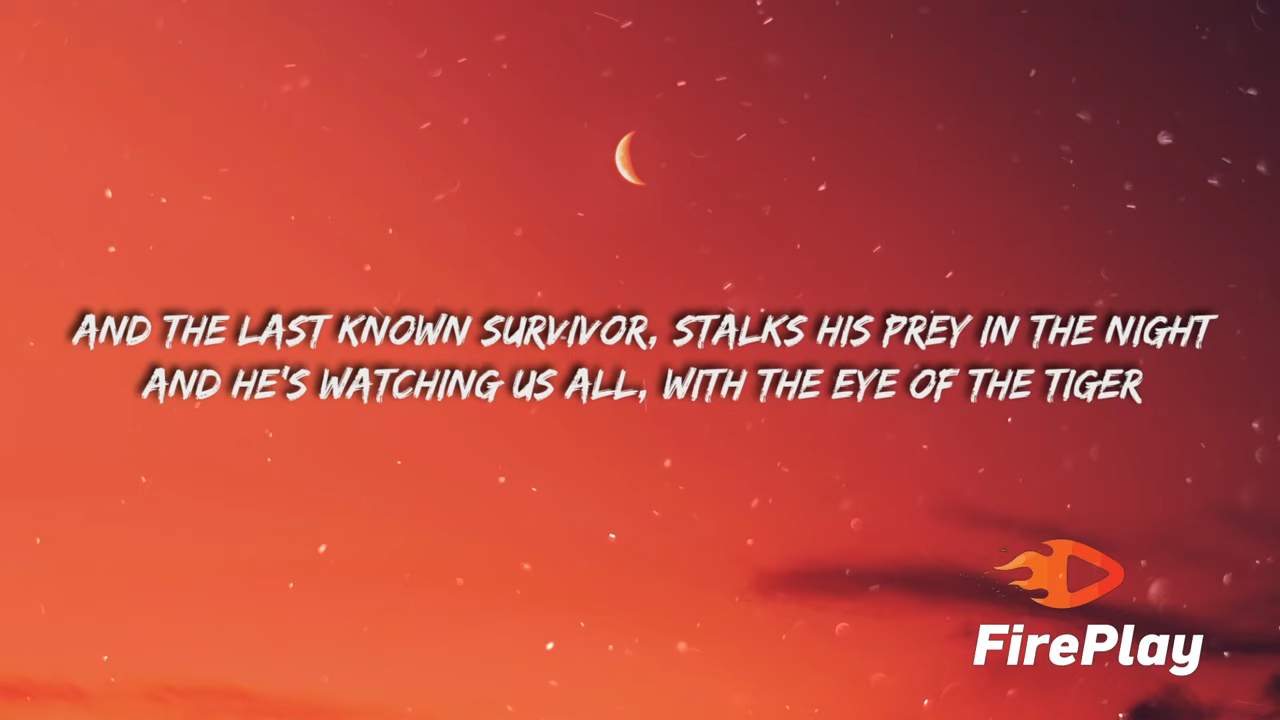 AND THE LAST KNOWN SURVIVOR, STALKS HIS PREY IN THE NIGHT
AND HE'S WATCHING US ALL, WITH THE EYE OF THE TIGER
FirePlay